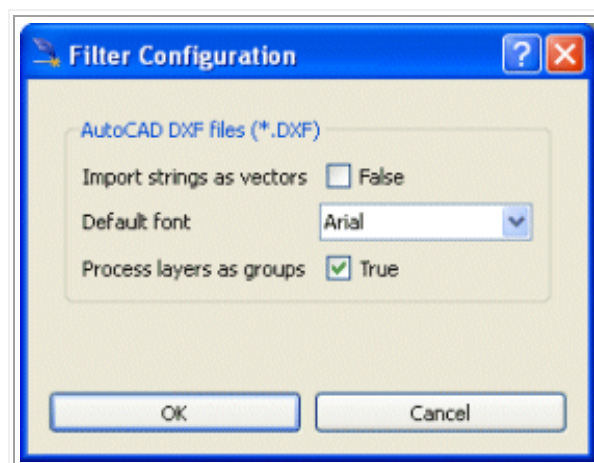 Filter Configuration
AutoCAD DXF files (*.DXF)
Import strings as vectors False
Default font Arial
Process layers as groups True
OK Cancel